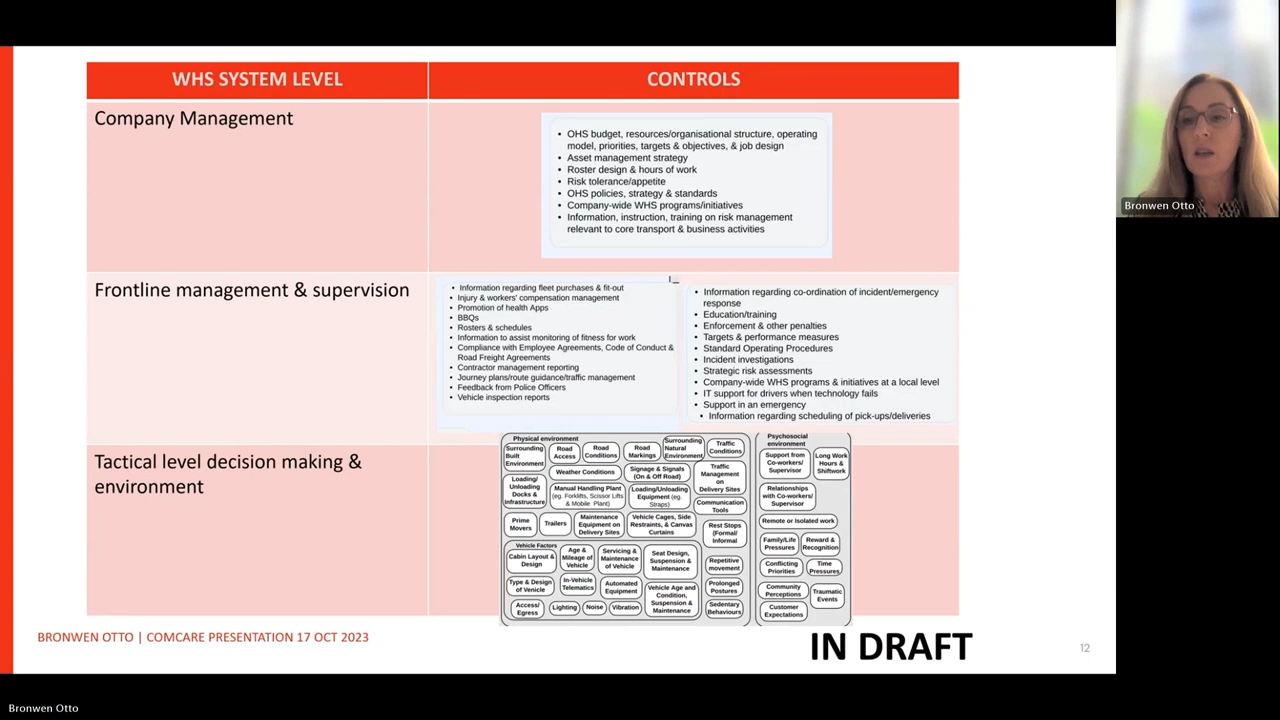 WHS SYSTEM LEVEL
CONTROLS
Company Management
• OHS budget, resources/organisational structure, operating
model, priorities, targets & objectives, & job design
• Asset management strategy
• Roster design & hours of work
• Risk tolerance/appetite
• OHS policies, strategy & standards
• Company-wide WHS programs/initiatives
• Information, instruction, training on risk management
relevant to core transport & business activities
Frontline management & supervision
• Information regarding fleet purchases & fit-out
• Injury & workers' compensation management
• Promotion of health Apps
• BBQs
• Rosters & schedules
• Information to assist monitoring of fitness for work
• Compliance with Employee Agreements, Code of Conduct &
Road Freight Agreements
• Contractor management reporting
• Journey plans/route guidance/traffic management
• Feedback from Police Officers
• Vehicle inspection reports
• Information regarding co-ordination of incident/emergency
response
• Education/training
• Enforcement & other penalties
• Targets & performance measures
• Standard Operating Procedures
• Incident investigations
• Strategic risk assessments
• Company-wide WHS programs & initiatives at a local level
• IT support for drivers when technology fails
• Support in an emergency
• Information regarding scheduling of pick-ups/deliveries
Tactical level decision making &
environment
Physical environment
Surrounding
Built
Environment
Road
Access
Road
Conditions
Road
Markings
Surrounding
Natural
Environment
Traffic
Conditions
Weather Conditions
Signage & Signals
(On & Off Road)
Traffic
Management
on
Delivery Sites
Loading/
Unloading
Docks &
Infrastructure
Manual Handling Plant
(eg. Forklifts, Scissor Lifts
& Mobile Plant)
Loading/Unloading
Equipment (eg.
Straps)
Communication
Tools
Prime
Movers
Trailers
Maintenance
Equipment on
Delivery Sites
Vehicle Cages, Side
Restraints, & Canvas
Curtains
Rest Stops
(Formal/
Informal
Vehicle Factors
Cabin Layout &
Design
Age &
Mileage of
Vehicle
Servicing &
Maintenance
of Vehicle
Seat Design,
Suspension &
Maintenance
Repetitive
movement
Type & Design
of Venicle
In-Vehicle
Telematics
Automated
Equipment
Vehicle Age and
Condition,
Suspension &
Maintenance
Prolonged
Postures
Access/
Egress
Lighting
Noise
Vibration
Sedentary
Behaviours
Psychosocial
environment
Support from
Co-workers/
Supervisor
Long Work
Hours &
Shiftwork
Relationships
with Co-workers/
Supervisor
Remote or Isolated work
Family/Life
Pressures
Reward &
Recognition
Conflicting
Priorities
Time
Pressures
Community
Perceptions
Traumatic
Events
Customer
Expectations
BRONWEN OTTO | COMCARE PRESENTATION 17 OCT 2023
IN DRAFT
12
Bronwen Otto
Bronwen Otto